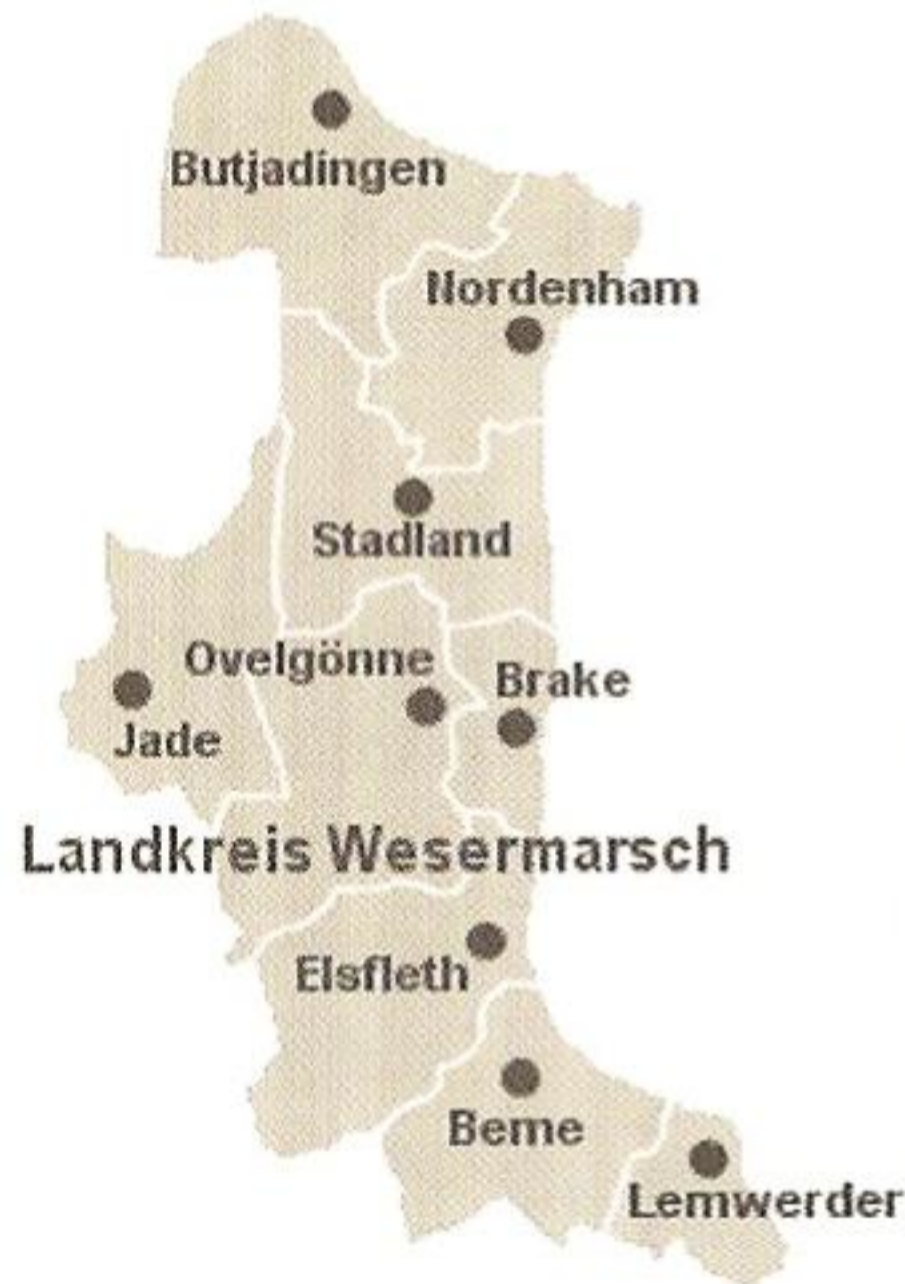 Butjadingen
Nordenham
Stadland
Ovelgönne
Brake
Jade
Landkreis Wesermarsch
Elsfleth
Berne
Lemwerder